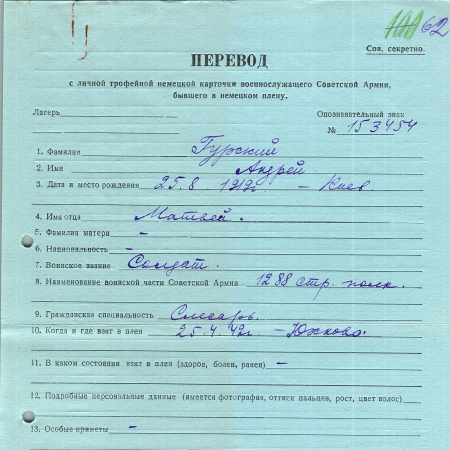 62
Сов. секретно.
ПЕРЕВОД
с личной трофейной немецкой карточки военнослужащего Советской Армии,
бывшего в немецком плену.
Лагерь
Опознавательный знак
№ 153454
1. Фамилия Гурский
2. Имя Андрей
3. Дата и место рождения 25.8 1912г – Киев
4. Имя отца Матвей.
5. Фамилия матери –
6. Национальность –
7. Воинское звание Солдат.
8. Наименование воинской части Советской Армии 1288 стр. полк.
9. Гражданская специальность Слесарь.
10. Когда и где взят в плен 25.4.42г – Юхново.
11. В каком состоянии взят в плен (здоров, болен, ранен) –
12. Подробные персональные данные (имеется фотография, оттиск пальцев, рост, цвет волос)
13. Особые приметы –